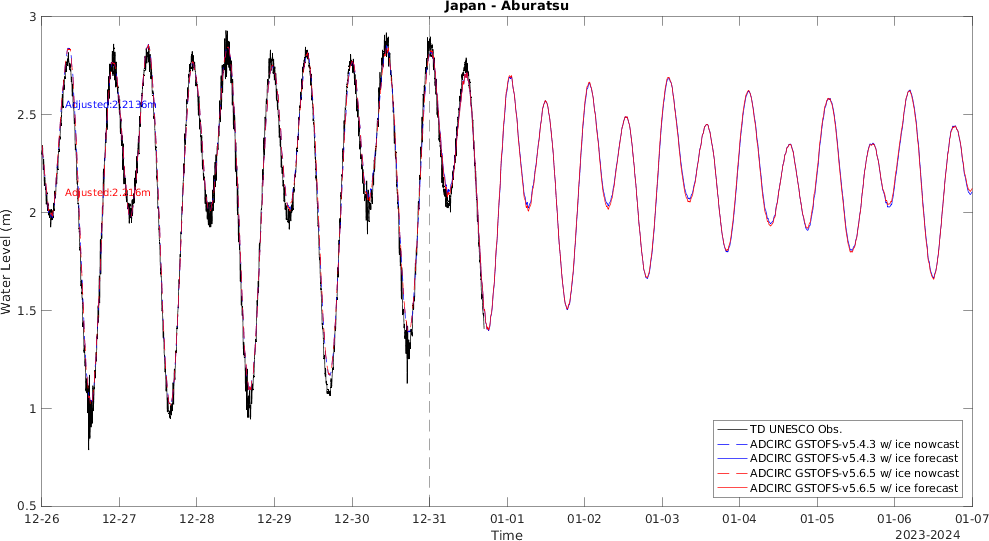 Japan - Aburatsu
3
2.5
2
1.5
1
0.5
Water Level (m)
Adjusted:2.2136m
Adjusted:2.216m
TD UNESCO Obs.
ADCIRC GSTOFS-v5.4.3 w/ ice nowcast
ADCIRC GSTOFS-v5.4.3 w/ ice forecast
ADCIRC GSTOFS-v5.6.5 w/ ice nowcast
ADCIRC GSTOFS-v5.6.5 w/ ice forecast
12-26 12-27 12-28 12-29 12-30 12-31 01-01 01-02 01-03 01-04 01-05 01-06 01-07
Time
2023-2024